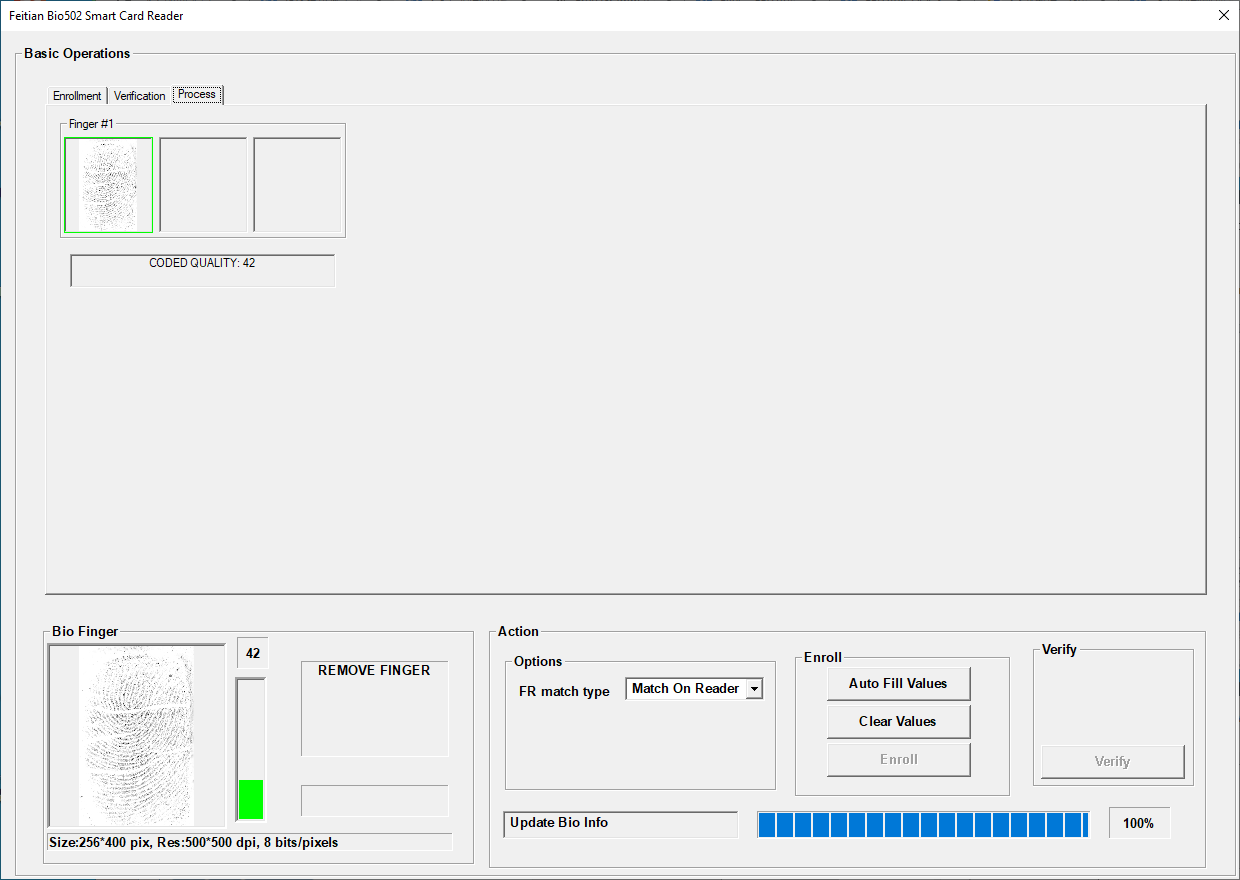 Feitian Bio502 Smart Card Reader
Basic Operations
Enrollment
Verification
Process
Finger #1
CODED QUALITY: 42
Bio Finger
42
REMOVE FINGER
Size:256*400 pix, Res:500*500 dpi, 8 bits/pixels
Action
Options
FR match type
Match On Reader
Enroll
Auto Fill Values
Clear Values
Enroll
Verify
Verify
Update Bio Info
100%